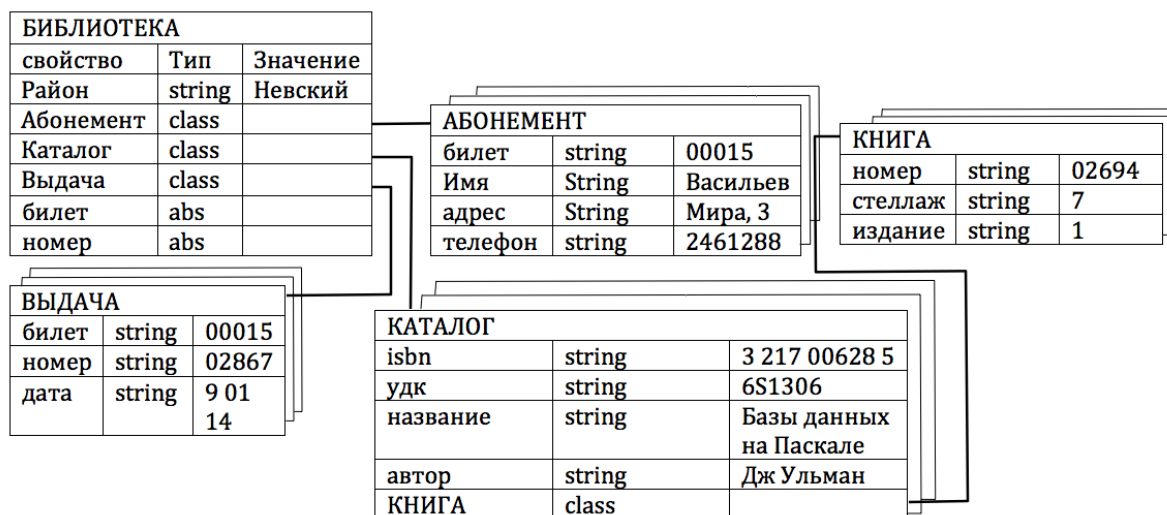 БИБЛИОТЕКА
свойство Тип Значение
Район string Невский
Абонемент class
Каталог class
Выдача class
билет abs
номер abs
АБОНЕМЕНТ
билет string 00015
Имя String Васильев
адрес String Мира, 3
телефон string 2461288
КНИГА
номер string 02694
стеллаж string 7
издание string 1
ВЫДАЧА
билет string 00015
номер string 02867
дата string 9 01
14
КАТАЛОГ
isbn string 3 217 00628 5
удк string 6S1306
название string Базы данных
на Паскале
автор string Дж Ульман
КНИГА class